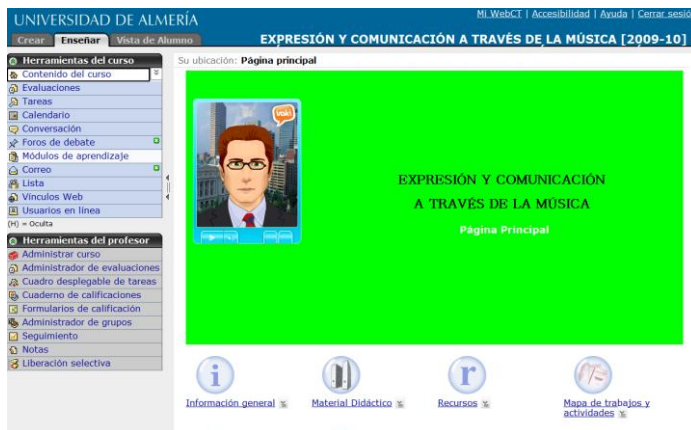 UNIVERSIDAD DE ALMERÍA
Mi WebCT | Accesibilidad | Ayuda | Cerrar sesió
Crear Enseñar Vista de Alumno
EXPRESIÓN Y COMUNICACIÓN A TRAVÉS DE LA MÚSICA [2009-10]
Herramientas del curso
Contenido del curso
Evaluaciones
Tareas
Calendario
Conversación
Foros de debate
Módulos de aprendizaje
Correo
Lista
Vínculos Web
Usuarios en línea
(H) = Oculta
Herramientas del profesor
Administrar curso
Administrador de evaluaciones
Cuadro desplegable de tareas
Cuaderno de calificaciones
Formularios de calificación
Administrador de grupos
Seguimiento
Notas
Liberación selectiva
Su ubicación: Página principal
voki
EXPRESIÓN Y COMUNICACIÓN
A TRAVÉS DE LA MÚSICA
Página Principal
i
r
Información general
Material Didáctico
Recursos
Mapa de trabajos y
actividades